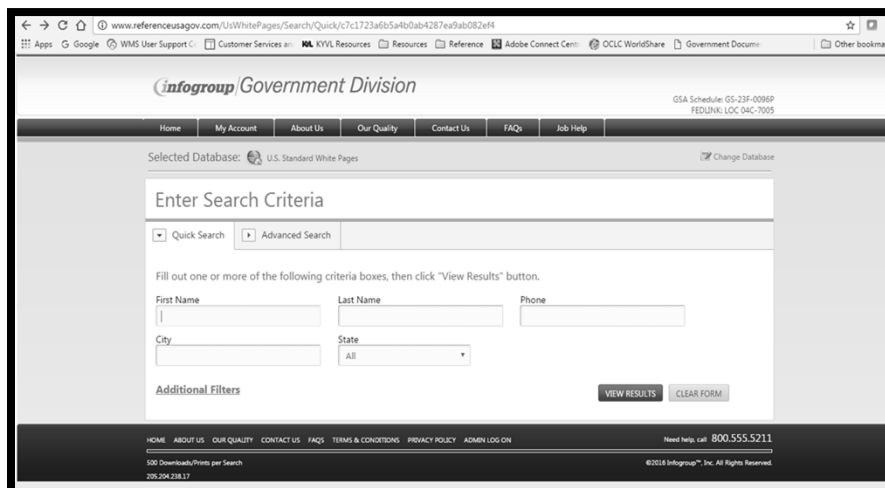 www.referenceusagov.com/UsWhitePages/Search/Quick/c7c1723a6b5a4b0ab4287ea9ab082ef4
Apps Google WMS User Support C Customer Services an KYVL Resources Resources Reference Adobe Connect Cent OCLC WorldShare Government Docume Other bookma
infogroup Government Division
GSA Schedule: GS-23F-0096P
FEDLINK: LOC 04C-7005
Home My Account About Us Our Quality Contact Us FAQs Job Help
Selected Database: U.S. Standard White Pages Change Database
Enter Search Criteria
Quick Search Advanced Search
Fill out one or more of the following criteria boxes, then click "View Results" button.
First Name Last Name Phone
City State
All
Additional Filters VIEW RESULTS CLEAR FORM
HOME ABOUT US OUR QUALITY CONTACT US FAQS TERMS & CONDITIONS PRIVACY POLICY ADMIN LOG ON Need help, call 800.555.5211
500 Downloads/Prints per Search ©2016 Infogroup™, Inc. All Rights Reserved.
205.204.238.17